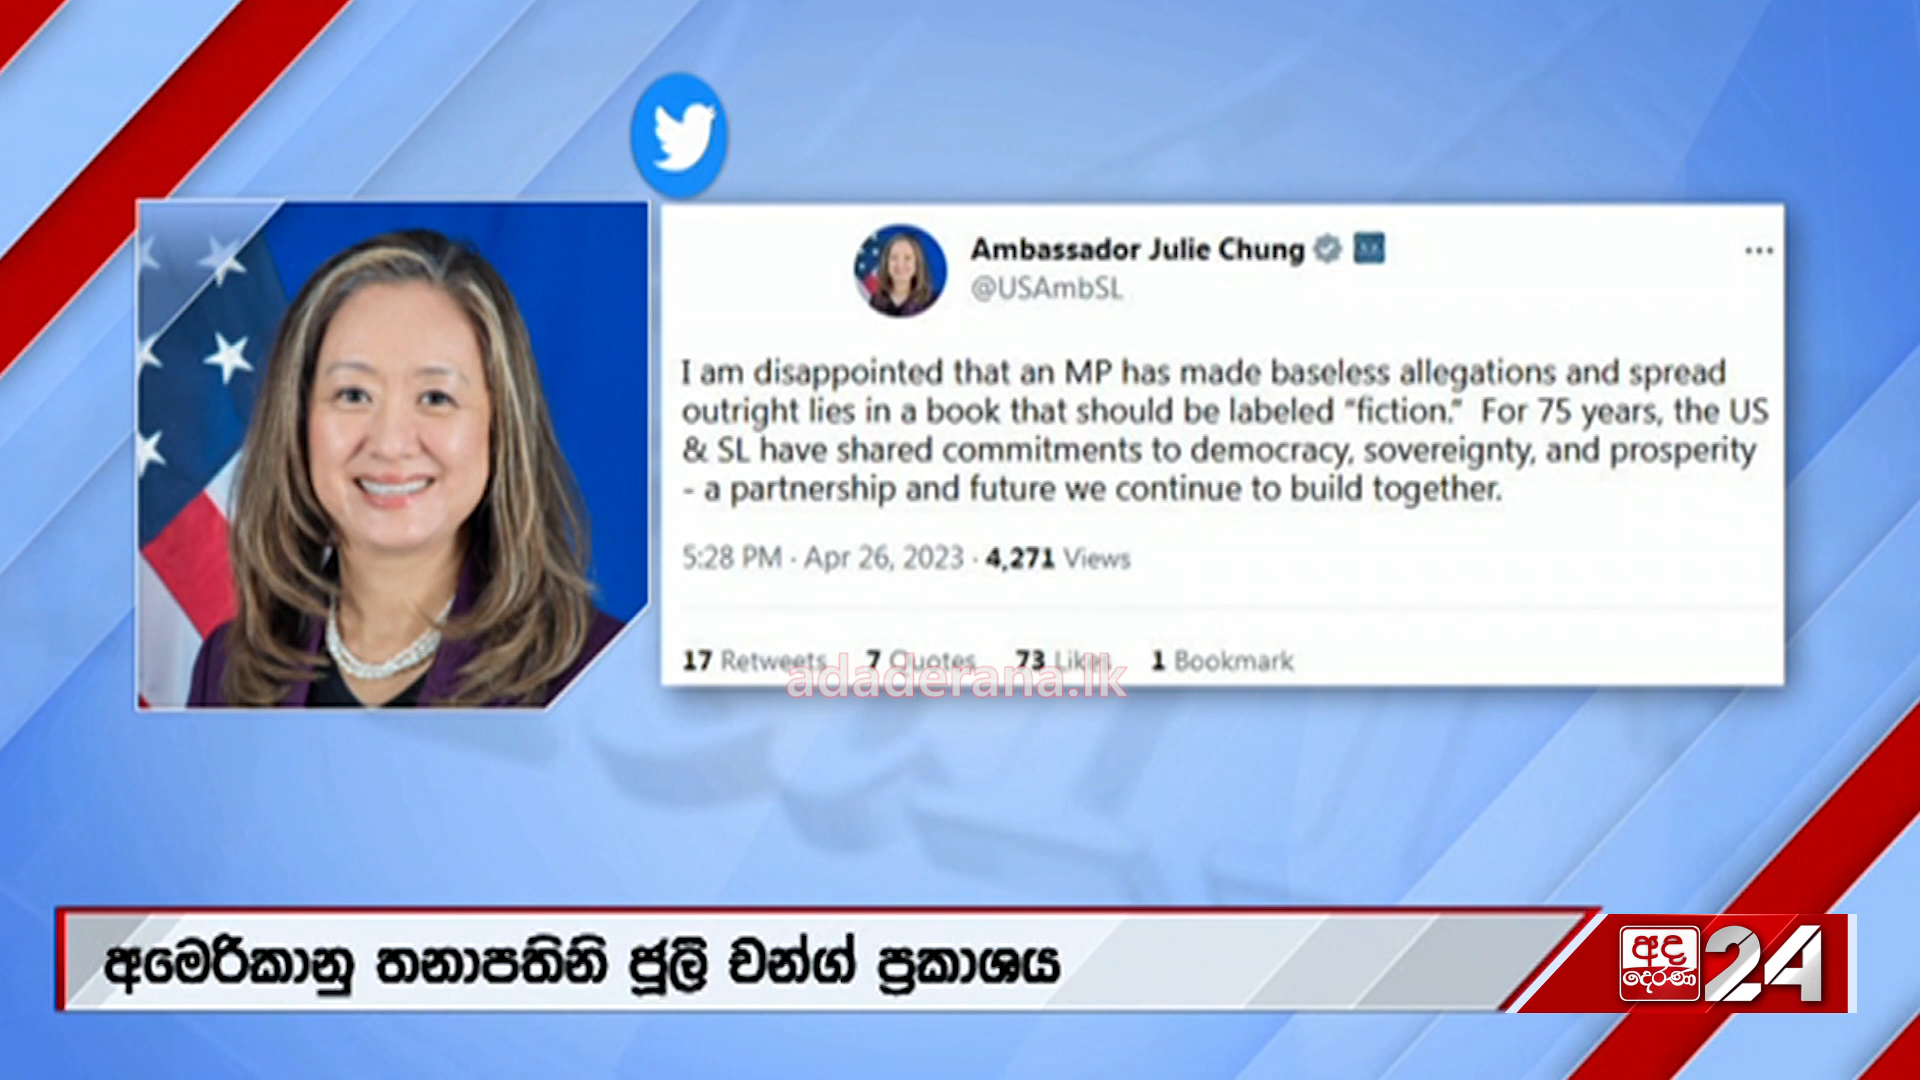 Ambassador Julie Chung
@USAmbSL
I am disappointed that an MP has made baseless allegations and spread
outright lies in a book that should be labeled “fiction.” For 75 years, the US
& SL have shared commitments to democracy, sovereignty, and prosperity
- a partnership and future we continue to build together.
5:28 PM · Apr 26, 2023 · 4,271 Views
17 Retweets 7 Quotes 73 Likes 1 Bookmark
adaderana.lk
අමෙරිකානු තනාපතිනි ජූලි චන්ග් ප්‍රකාශය
අද
දෙරණ
24